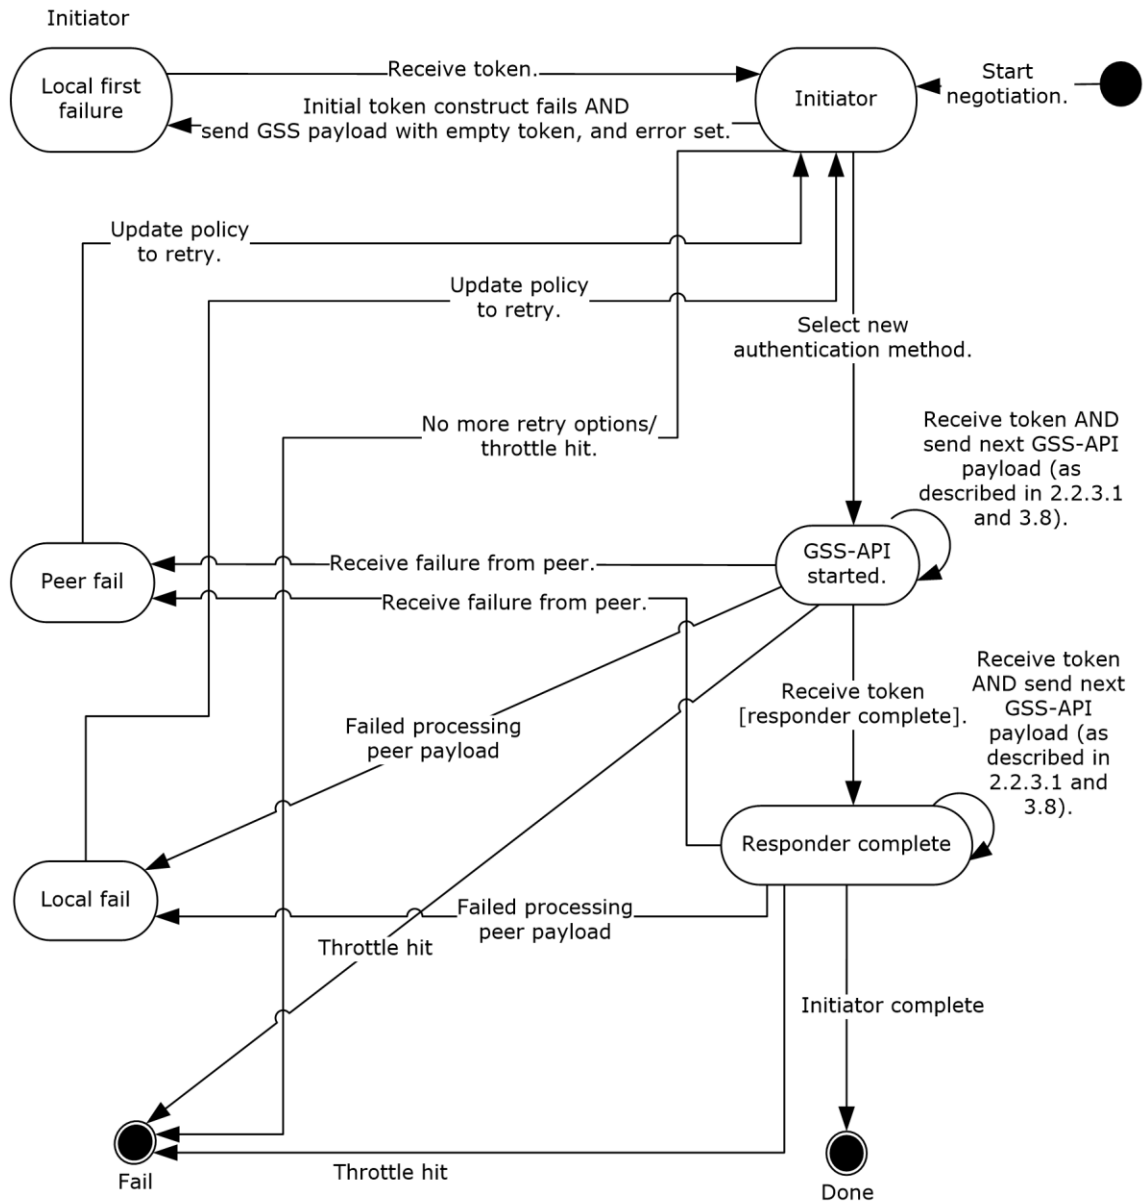 Initiator
Local first
failure
Receive token.
Initiator
Start
negotiation.
Initial token construct fails AND
send GSS payload with empty token, and error set.
Update policy
to retry.
Update policy
to retry.
Select new
authentication method.
No more retry options/
throttle hit.
Receive token AND
send next GSS-API
payload (as
described in 2.2.3.1
and 3.8).
GSS-API
started.
Peer fail
Receive failure from peer.
Receive failure from peer.
Receive token
[responder complete].
Receive token
AND send next
GSS-API
payload (as
described in
2.2.3.1 and
3.8).
Failed processing
peer payload
Responder complete
Local fail
Failed processing
peer payload
Throttle hit
Initiator complete
Fail
Throttle hit
Done